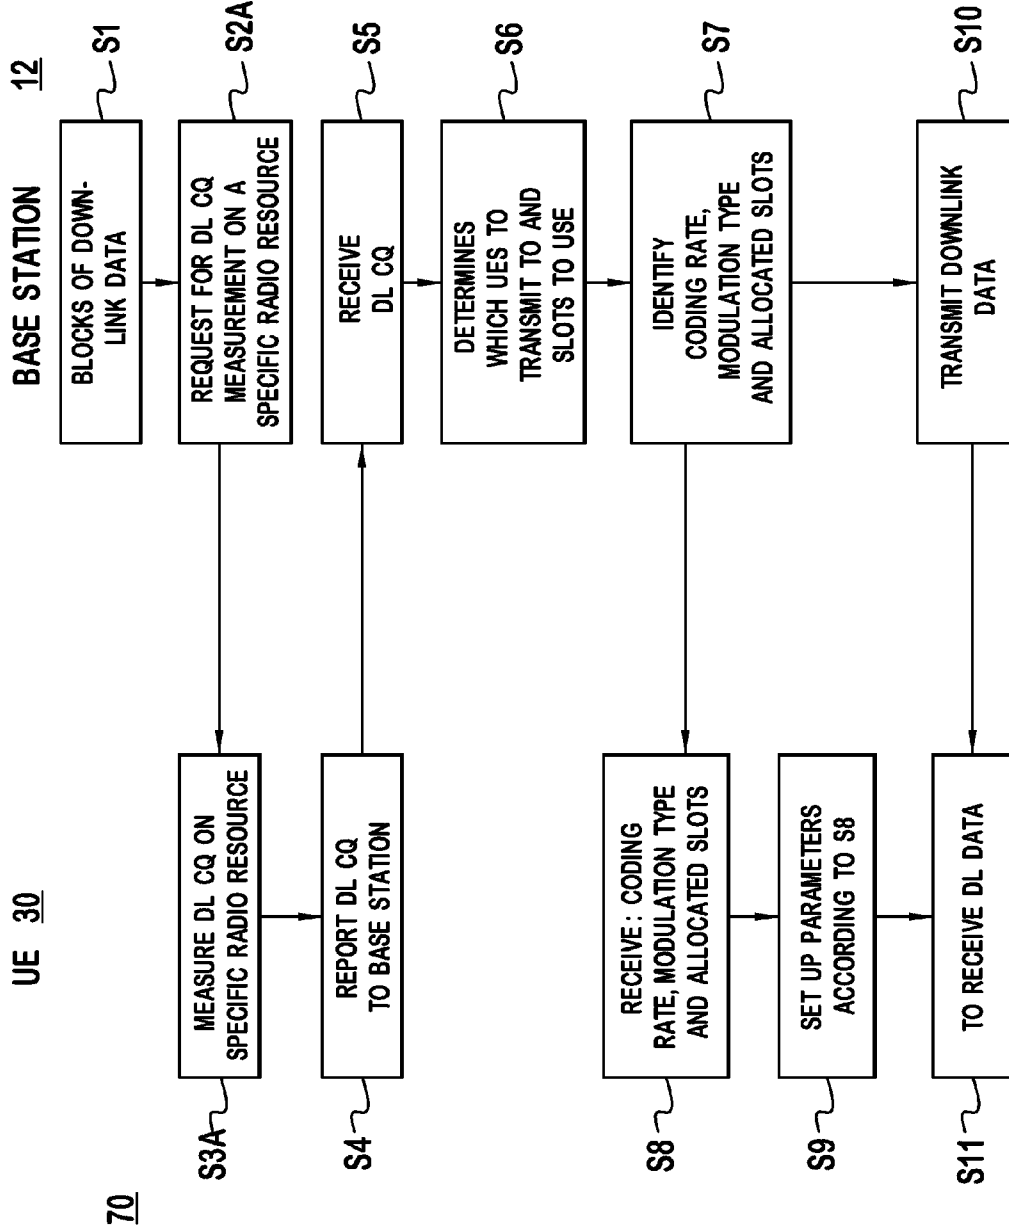 70
UE 30
BASE STATION 12
BLOCKS OF DOWN-
LINK DATA
S1
REQUEST FOR DL CQ
MEASUREMENT ON A
SPECIFIC RADIO RESOURCE
S2A
S3A
MEASURE DL CQ ON
SPECIFIC RADIO RESOURCE
S4
REPORT DL CQ
TO BASE STATION
RECEIVE
DL CQ
S5
DETERMINES
WHICH UES TO
TRANSMIT TO AND
SLOTS TO USE
S6
IDENTIFY
CODING RATE,
MODULATION TYPE
AND ALLOCATED SLOTS
S7
S8
RECEIVE: CODING
RATE, MODULATION TYPE
AND ALLOCATED SLOTS
S9
SET UP PARAMETERS
ACCORDING TO S8
TRANSMIT DOWNLINK
DATA
S10
S11
TO RECEIVE DL DATA